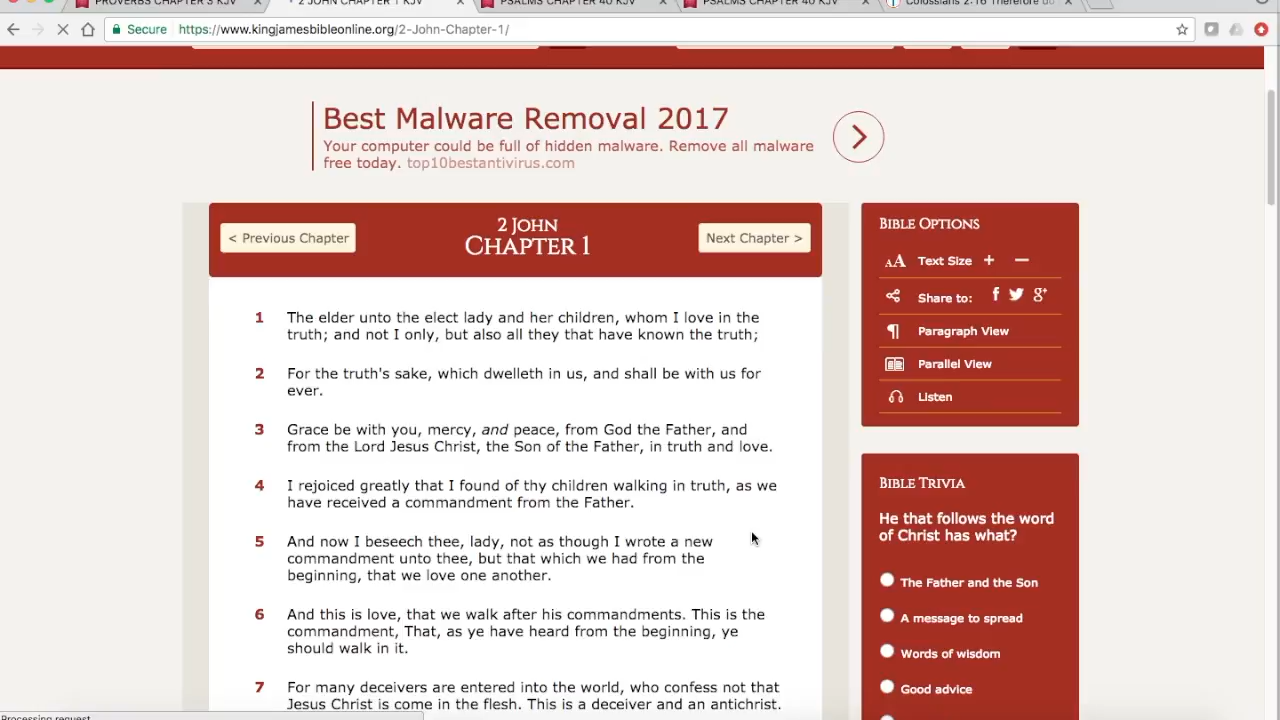 PROVERBS CHAPTER 3 KJV
2 JOHN CHAPTER 1 KJV
PSALMS CHAPTER 40 KJV
PSALMS CHAPTER 40 KJV
Colossians 2:16 Therefore do
Secure
https://www.kingjamesbibleonline.org/2-John-Chapter-1/
Best Malware Removal 2017
Your computer could be full of hidden malware. Remove all malware
free today. top10bestantivirus.com
< Previous Chapter
2 JOHN
CHAPTER 1
Next Chapter >
1 The elder unto the elect lady and her children, whom I love in the
truth; and not I only, but also all they that have known the truth;
2 For the truth's sake, which dwelleth in us, and shall be with us for
ever.
3 Grace be with you, mercy, and peace, from God the Father, and
from the Lord Jesus Christ, the Son of the Father, in truth and love.
4 I rejoiced greatly that I found of thy children walking in truth, as we
have received a commandment from the Father.
5 And now I beseech thee, lady, not as though I wrote a new
commandment unto thee, but that which we had from the
beginning, that we love one another.
6 And this is love, that we walk after his commandments. This is the
commandment, That, as ye have heard from the beginning, ye
should walk in it.
7 For many deceivers are entered into the world, who confess not that
Jesus Christ is come in the flesh. This is a deceiver and an antichrist.
BIBLE OPTIONS
AA Text Size + −
Share to: f g+
¶ Paragraph View
Parallel View
Listen
BIBLE TRIVIA
He that follows the word
of Christ has what?
The Father and the Son
A message to spread
Words of wisdom
Good advice
Processing request